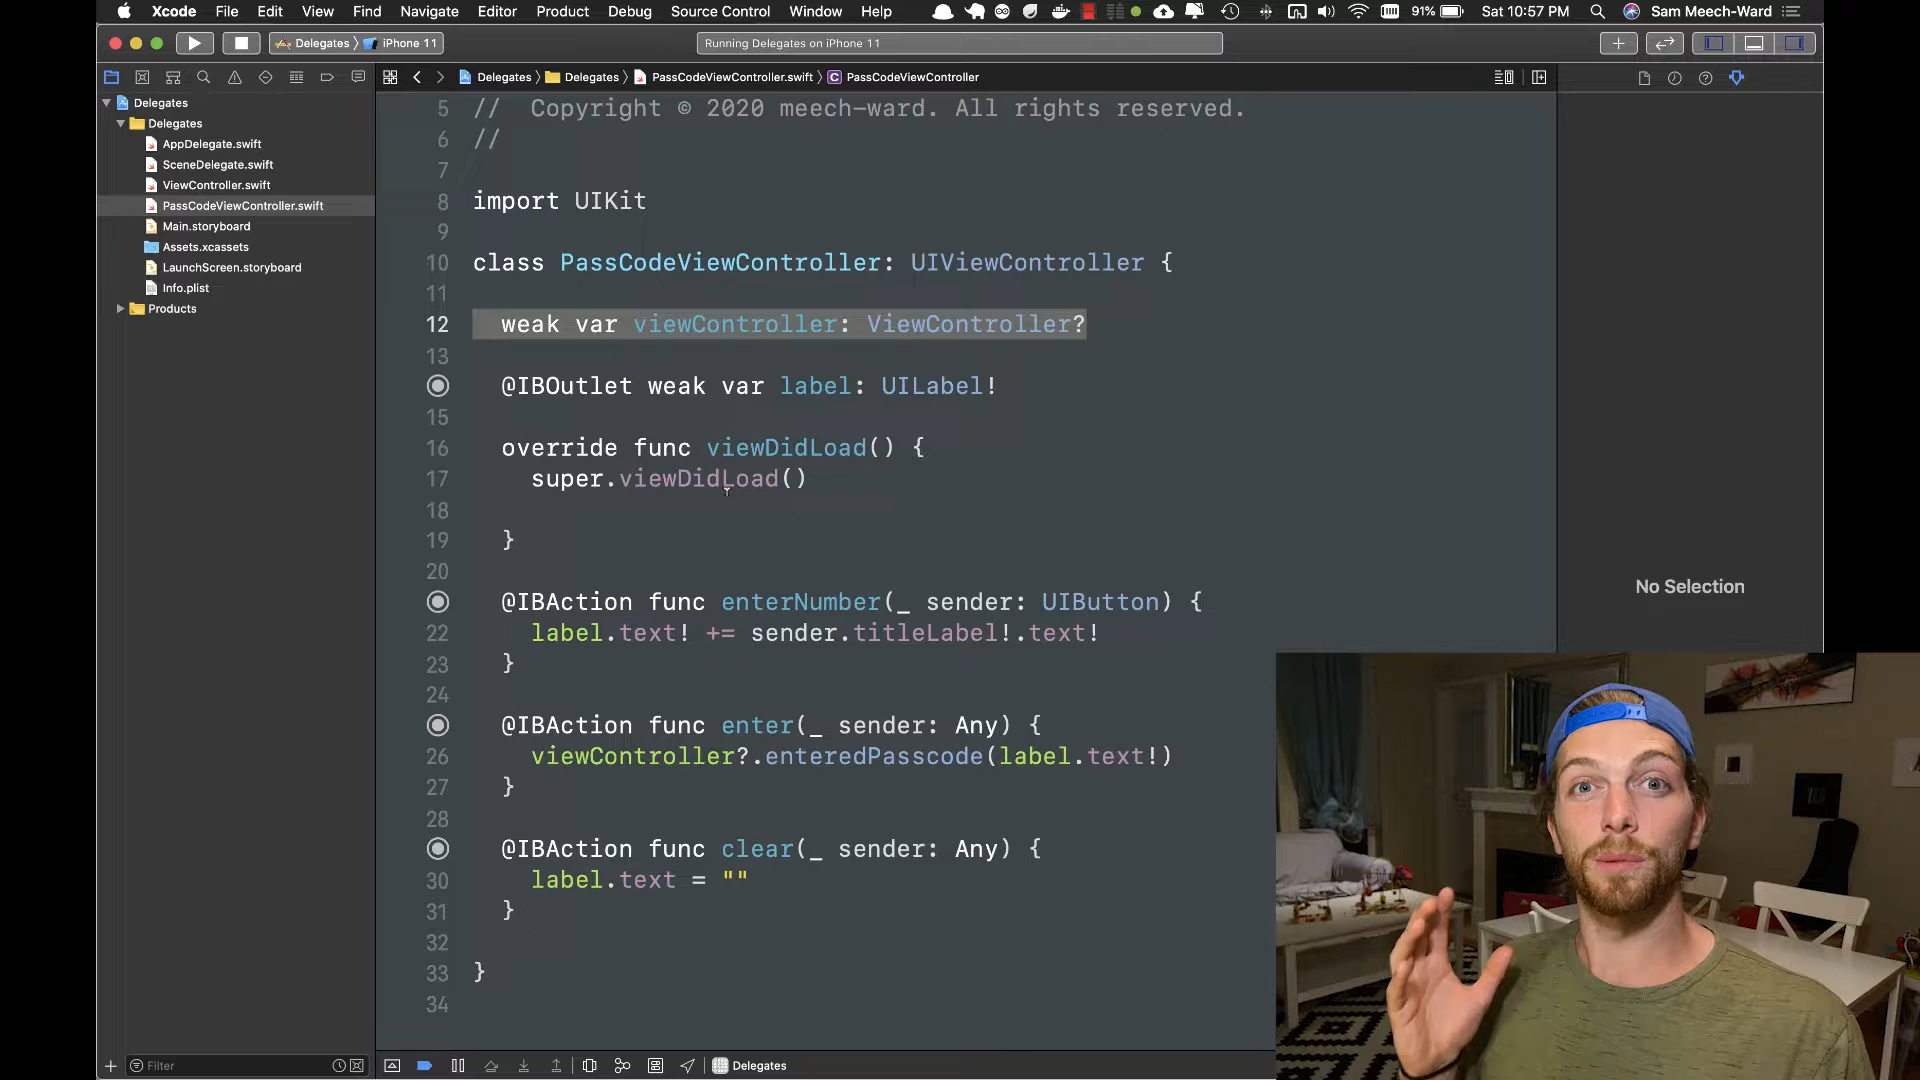 Xcode File Edit View Find Navigate Editor Product Debug Source Control Window Help 91% Sat 10:57 PM Sam Meech-Ward
Delegates iPhone 11 Running Delegates on iPhone 11
Delegates Delegates PassCodeViewController.swift C PassCodeViewController
Delegates
Delegates
AppDelegate.swift
SceneDelegate.swift
ViewController.swift
PassCodeViewController.swift
Main.storyboard
Assets.xcassets
LaunchScreen.storyboard
Info.plist
Products
5 // Copyright © 2020 meech-ward. All rights reserved.
6 //
7
8 import UIKit
9
10 class PassCodeViewController: UIViewController {
11
12 weak var viewController: ViewController?
13
@IBOutlet weak var label: UILabel!
15
16 override func viewDidLoad() {
17 super.viewDidLoad()
18
19 }
20
@IBAction func enterNumber(_ sender: UIButton) {
22 label.text! += sender.titleLabel!.text!
23 }
24
@IBAction func enter(_ sender: Any) {
26 viewController?.enteredPasscode(label.text!)
27 }
28
@IBAction func clear(_ sender: Any) {
30 label.text = ""
31 }
32
33 }
34
No Selection
Filter
Delegates